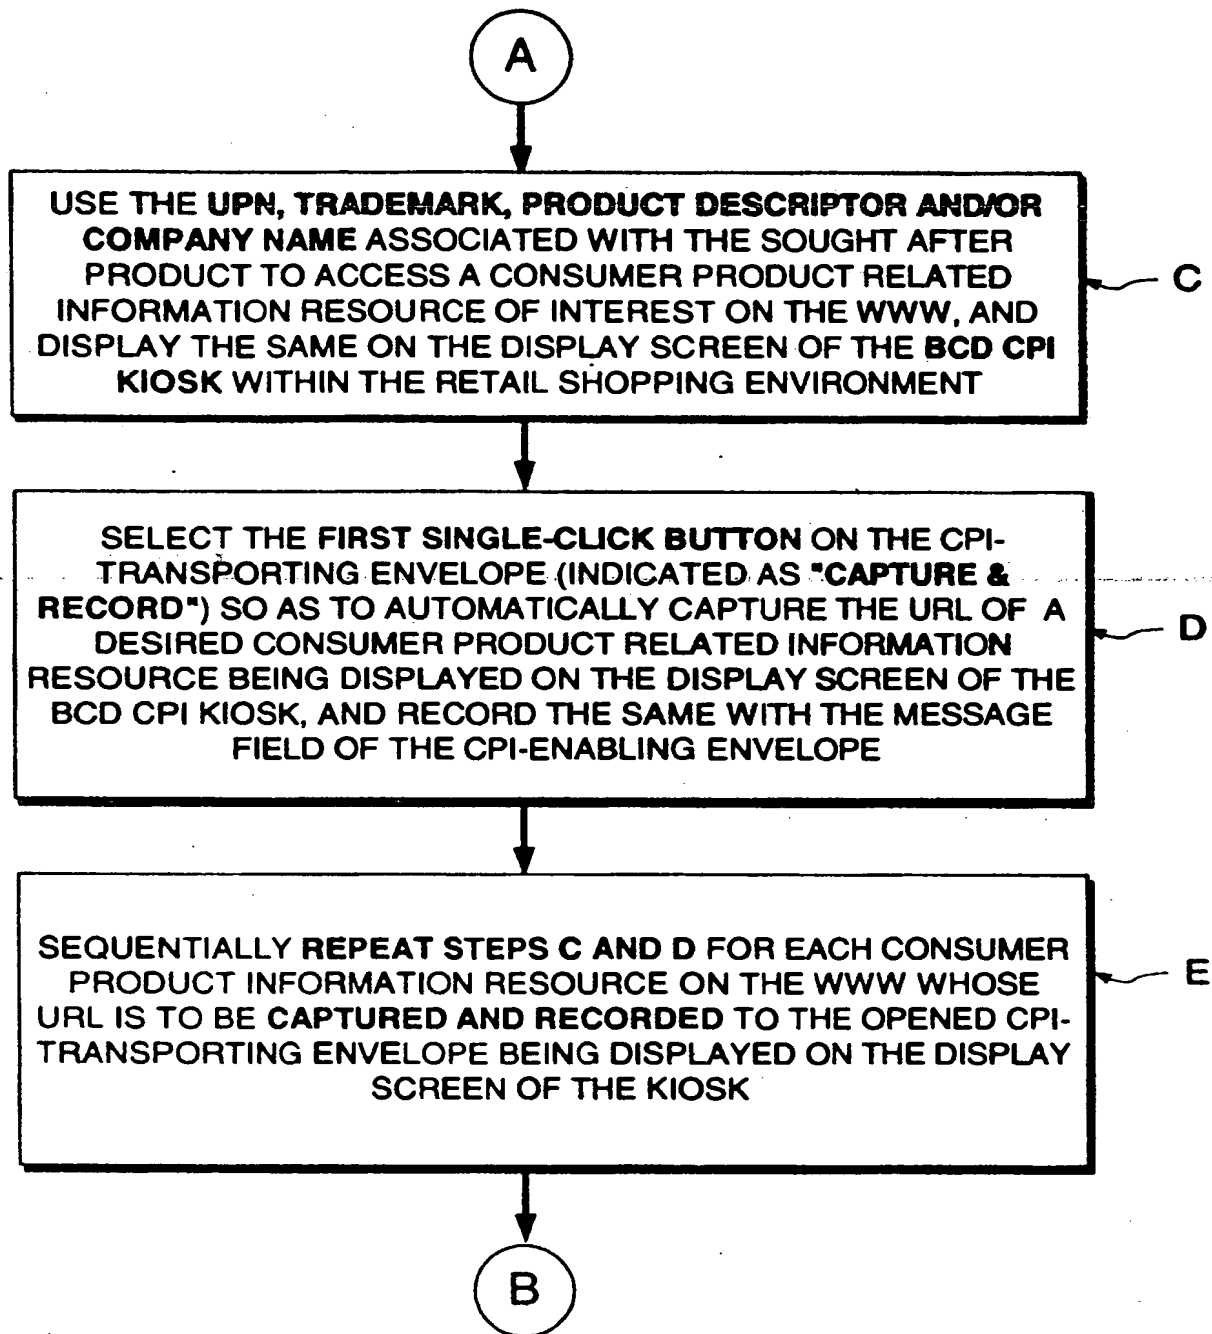 A
USE THE UPN, TRADEMARK, PRODUCT DESCRIPTOR AND/OR
COMPANY NAME ASSOCIATED WITH THE SOUGHT AFTER
PRODUCT TO ACCESS A CONSUMER PRODUCT RELATED
INFORMATION RESOURCE OF INTEREST ON THE WWW, AND
DISPLAY THE SAME ON THE DISPLAY SCREEN OF THE BCD CPI
KIOSK WITHIN THE RETAIL SHOPPING ENVIRONMENT
C
SELECT THE FIRST SINGLE-CLICK BUTTON ON THE CPI-
TRANSPORTING ENVELOPE (INDICATED AS "CAPTURE &
RECORD") SO AS TO AUTOMATICALLY CAPTURE THE URL OF A
DESIRED CONSUMER PRODUCT RELATED INFORMATION
RESOURCE BEING DISPLAYED ON THE DISPLAY SCREEN OF THE
BCD CPI KIOSK, AND RECORD THE SAME WITH THE MESSAGE
FIELD OF THE CPI-ENABLING ENVELOPE
D
SEQUENTIALLY REPEAT STEPS C AND D FOR EACH CONSUMER
PRODUCT INFORMATION RESOURCE ON THE WWW WHOSE
URL IS TO BE CAPTURED AND RECORDED TO THE OPENED CPI-
TRANSPORTING ENVELOPE BEING DISPLAYED ON THE DISPLAY
SCREEN OF THE KIOSK
E
B